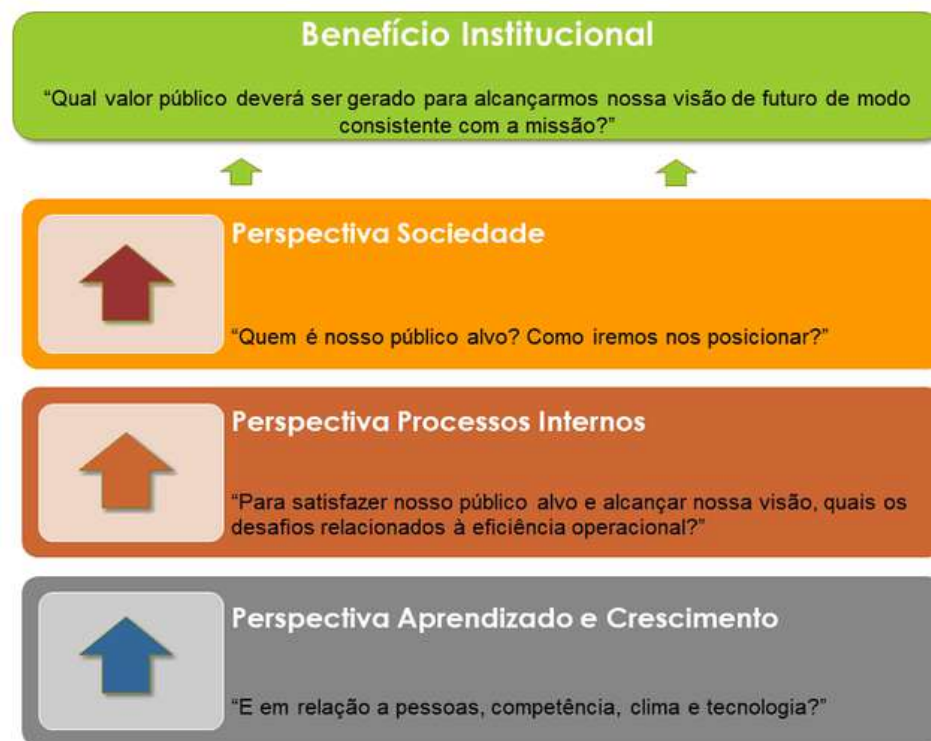 Benefício Institucional
“Qual valor público deverá ser gerado para alcançarmos nossa visão de futuro de modo
consistente com a missão?”
Perspectiva Sociedade
“Quem é nosso público alvo? Como iremos nos posicionar?”
Perspectiva Processos Internos
“Para satisfazer nosso público alvo e alcançar nossa visão, quais os
desafios relacionados à eficiência operacional?”
Perspectiva Aprendizado e Crescimento
“E em relação a pessoas, competência, clima e tecnologia?”